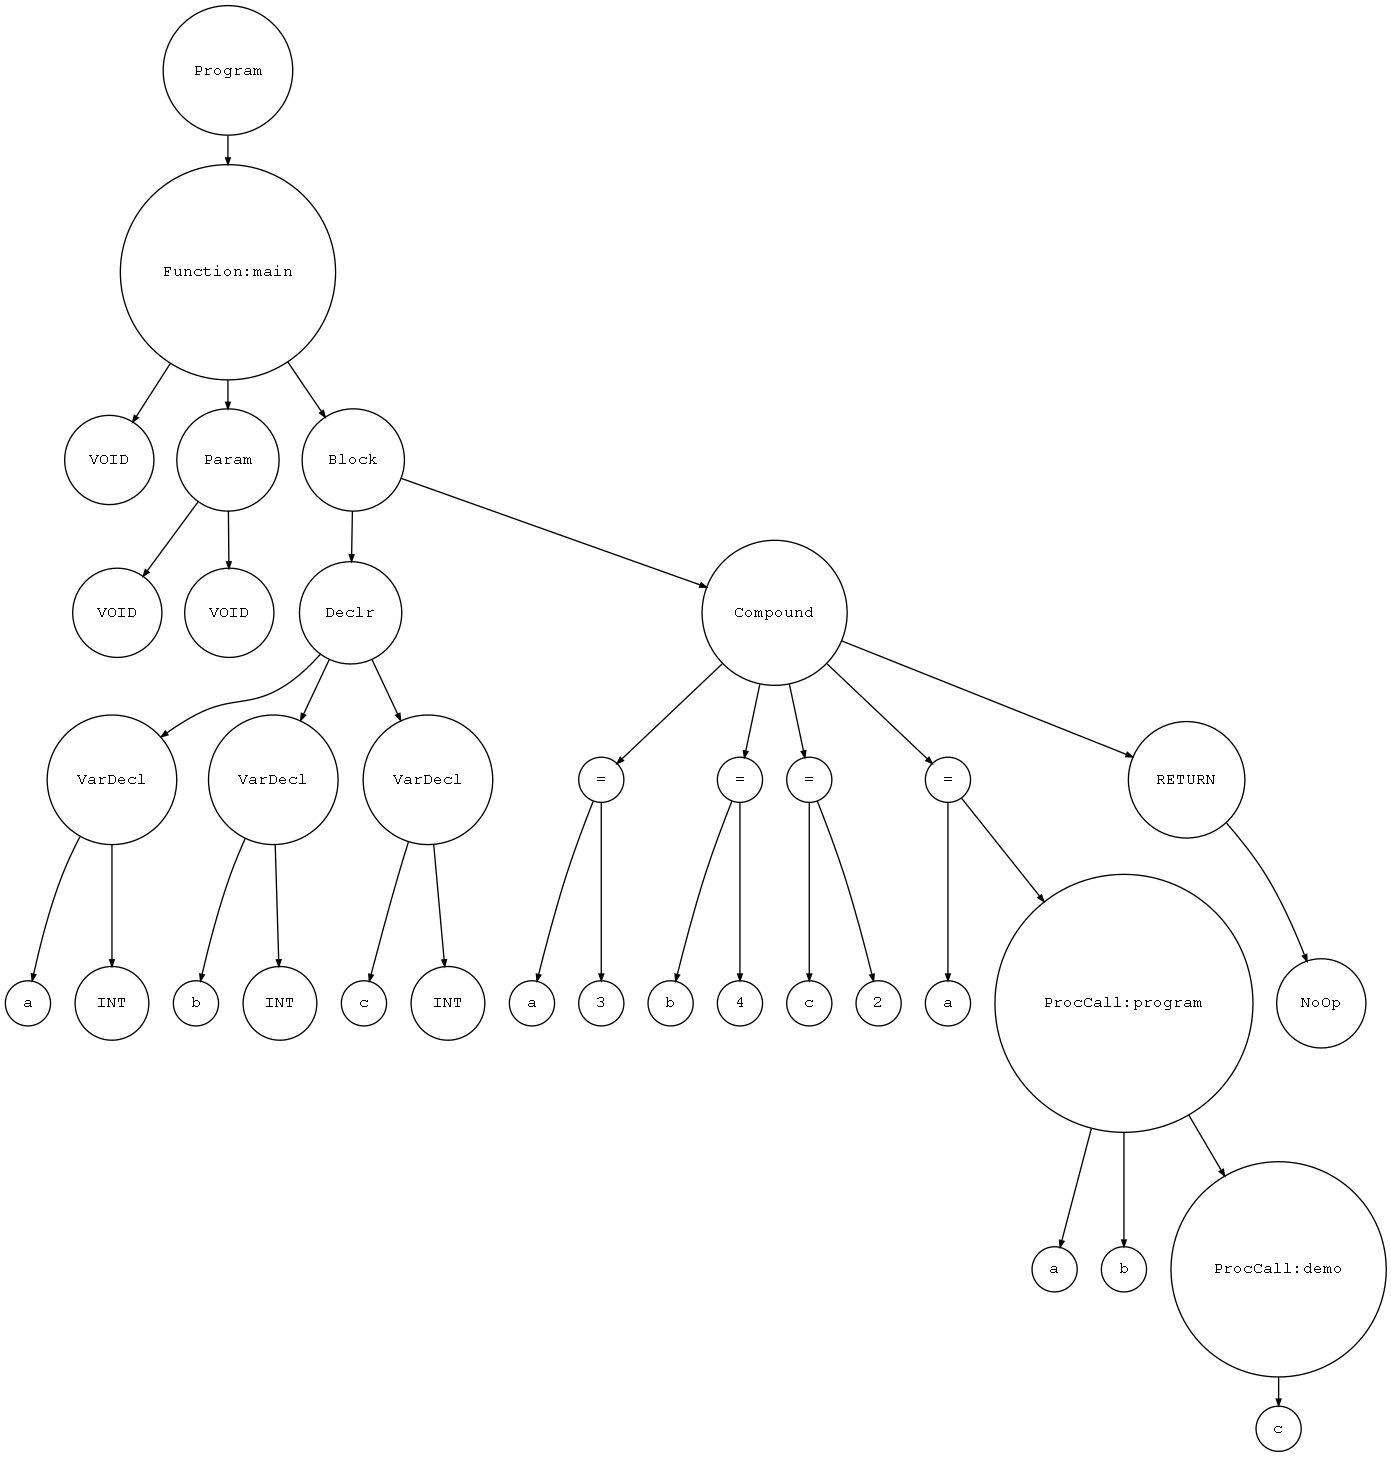 Program
Function:main
VOID
Param
Block
VOID
VOID
Declr
Compound
VarDecl
VarDecl
VarDecl
=
=
=
=
RETURN
a
INT
b
INT
c
INT
a
3
b
4
c
2
a
ProcCall:program
NoOp
a
b
ProcCall:demo
c